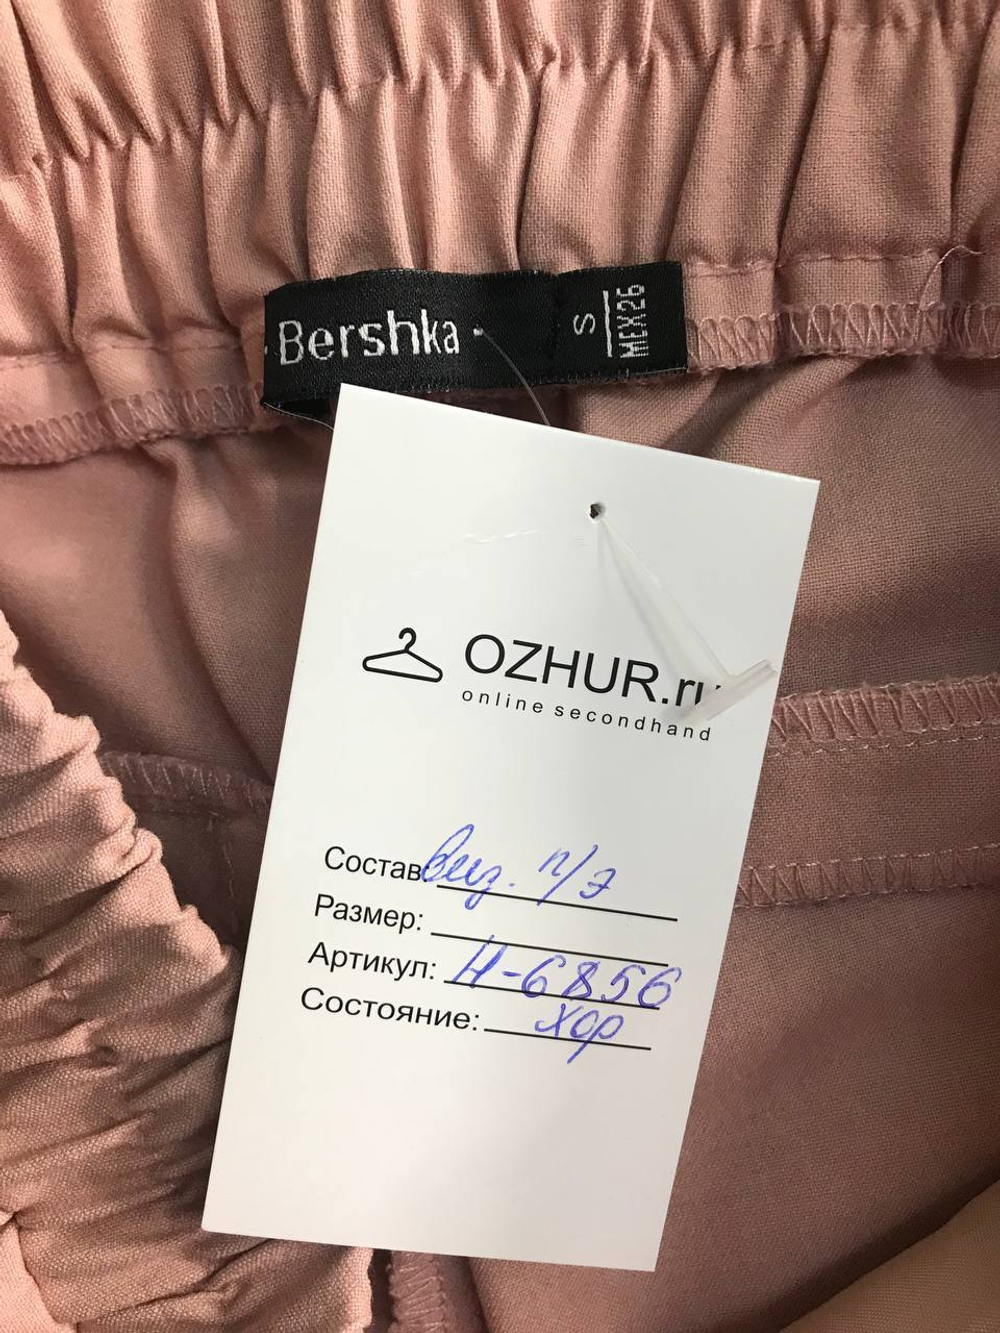 Bershka
S
MEX26
OZHUR.ru
online secondhand
Состав: виз. п/э
Размер:
Артикул: Н-6856
Состояние: хор